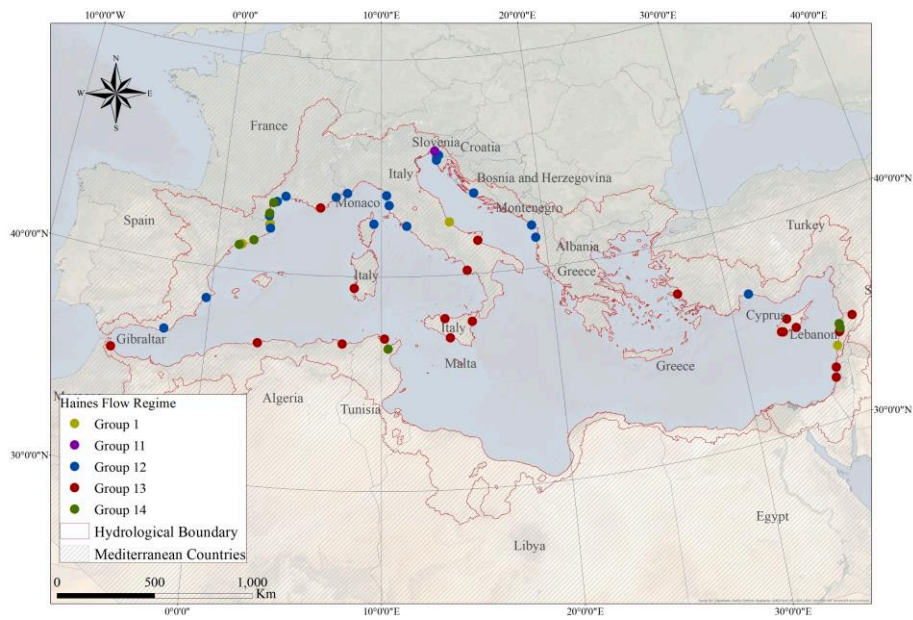 10°0'0"W 0°0'0" 10°0'0"E 20°0'0"E 30°0'0"E 40°0'0"E
N
W E
S
France
Slovenia
Croatia
Italy
Bosnia and Herzegovina
Monaco
Montenegro
Spain
40°0'0"N
40°0'0"N
Turkey
Albania
Greece
Italy
S
Cyprus
Gibraltar
Italy
Lebanon
Malta
Greece
Algeria
Tunisia
Haines Flow Regime
Group 1
Group 11
Group 12
Group 13
Group 14
Hydrological Boundary
Mediterranean Countries
30°0'0"N
30°0'0"N
Egypt
Libya
0 500 1,000
Km
0°0'0" 10°0'0"E 20°0'0"E 30°0'0"E